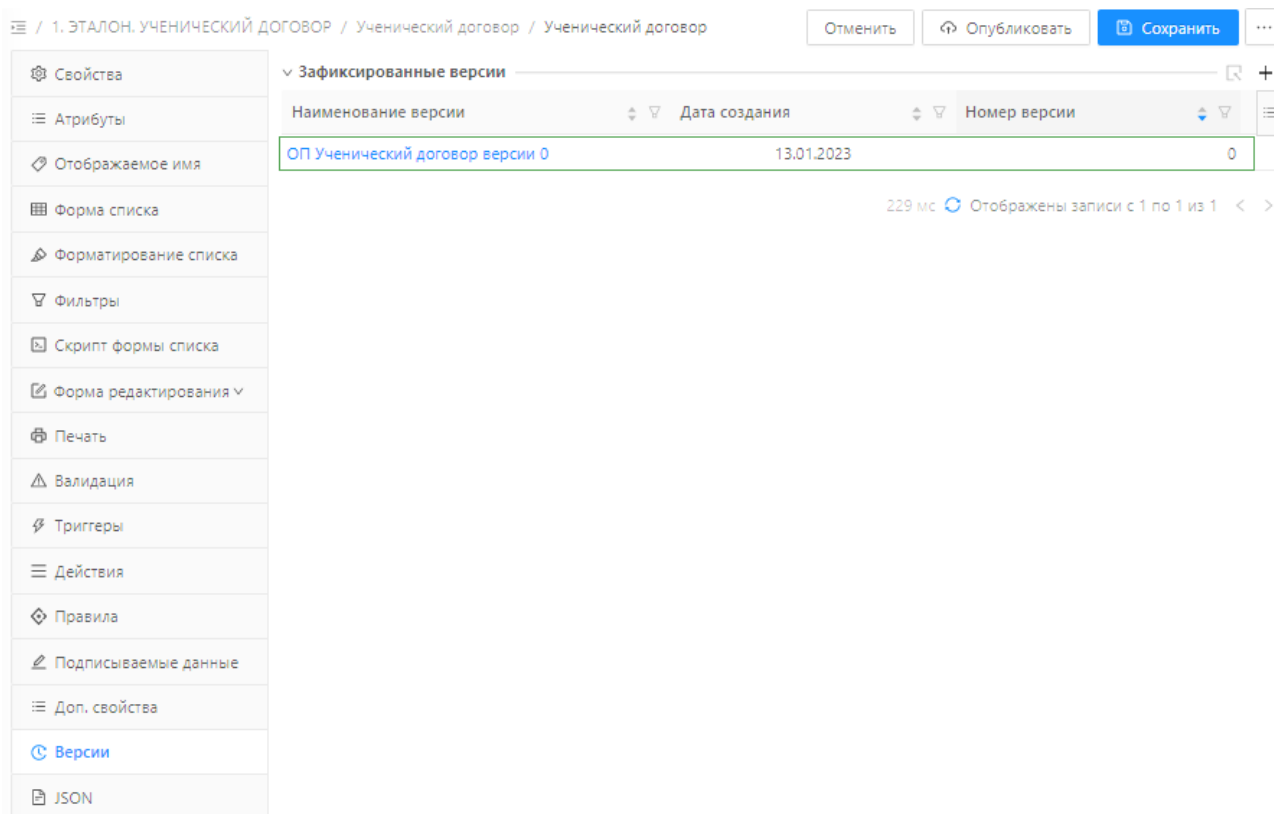 / 1. ЭТАЛОН. УЧЕНИЧЕСКИЙ ДОГОВОР / Ученический договор / Ученический договор
Отменить
Опубликовать
Сохранить
...
Свойства
Атрибуты
Отображаемое имя
Форма списка
Форматирование списка
Фильтры
Скрипт формы списка
Форма редактирования
Печать
Валидация
Триггеры
Действия
Правила
Подписываемые данные
Доп. свойства
Версии
JSON
Зафиксированные версии
Наименование версии Дата создания Номер версии
ОП Ученический договор версии 0 13.01.2023 0
229 мс Отображены записи с 1 по 1 из 1 < >